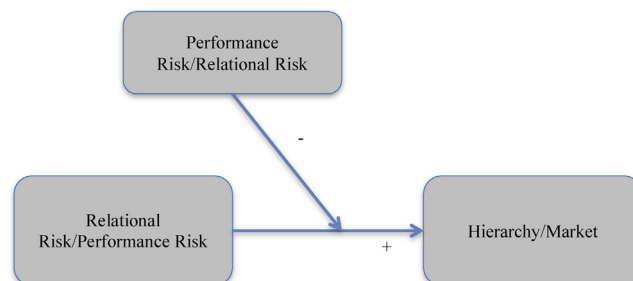 Performance
Risk/Relational Risk
-
Relational
Risk/Performance Risk
+
Hierarchy/Market